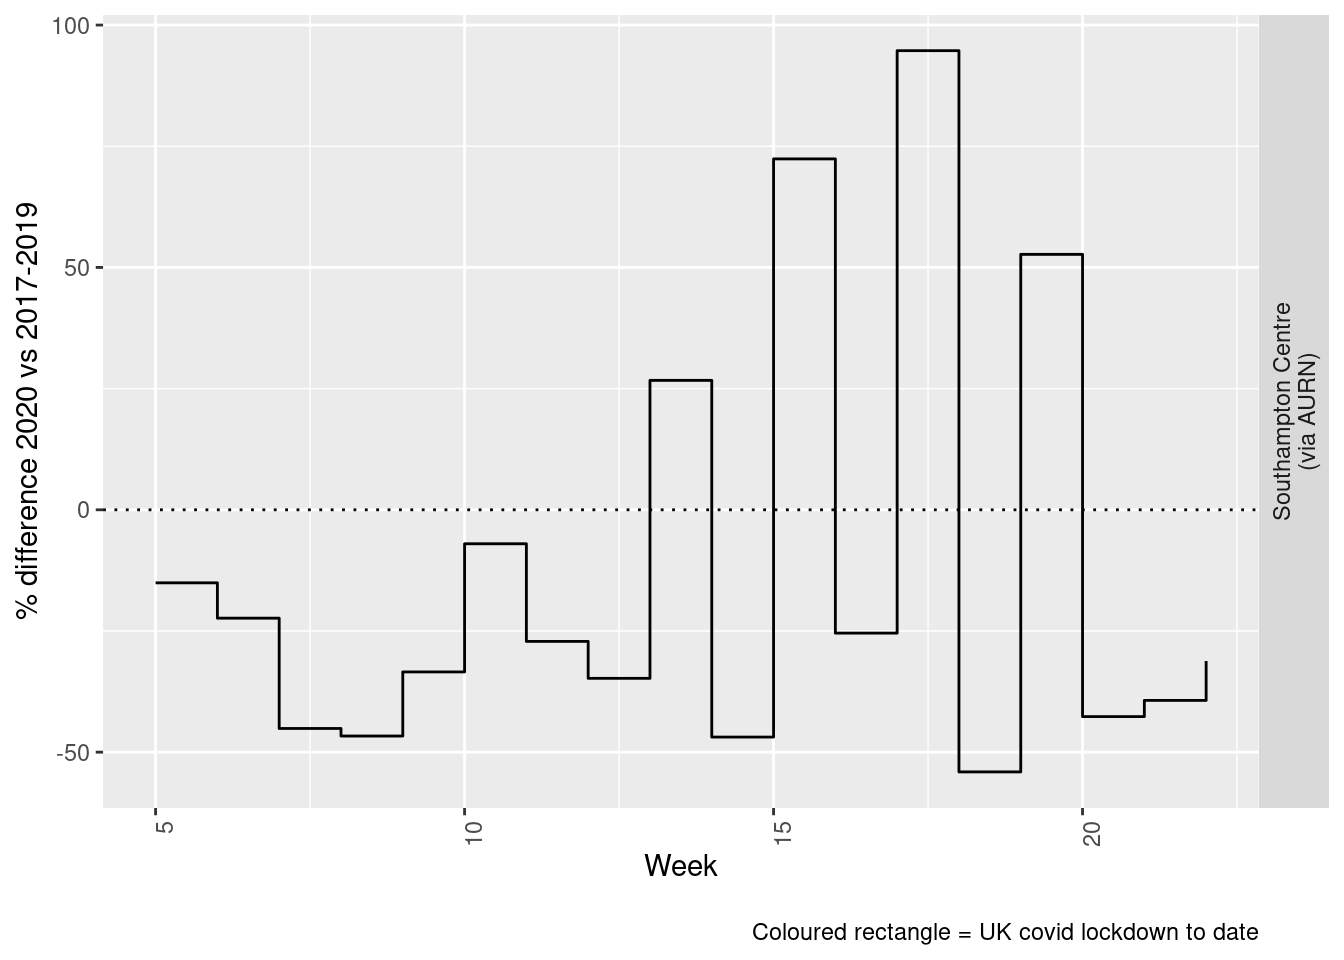 % difference 2020 vs 2017-2019
100
50
0
-50
5
10
15
20
Week
Southampton Centre
(via AURN)
Coloured rectangle = UK covid lockdown to date